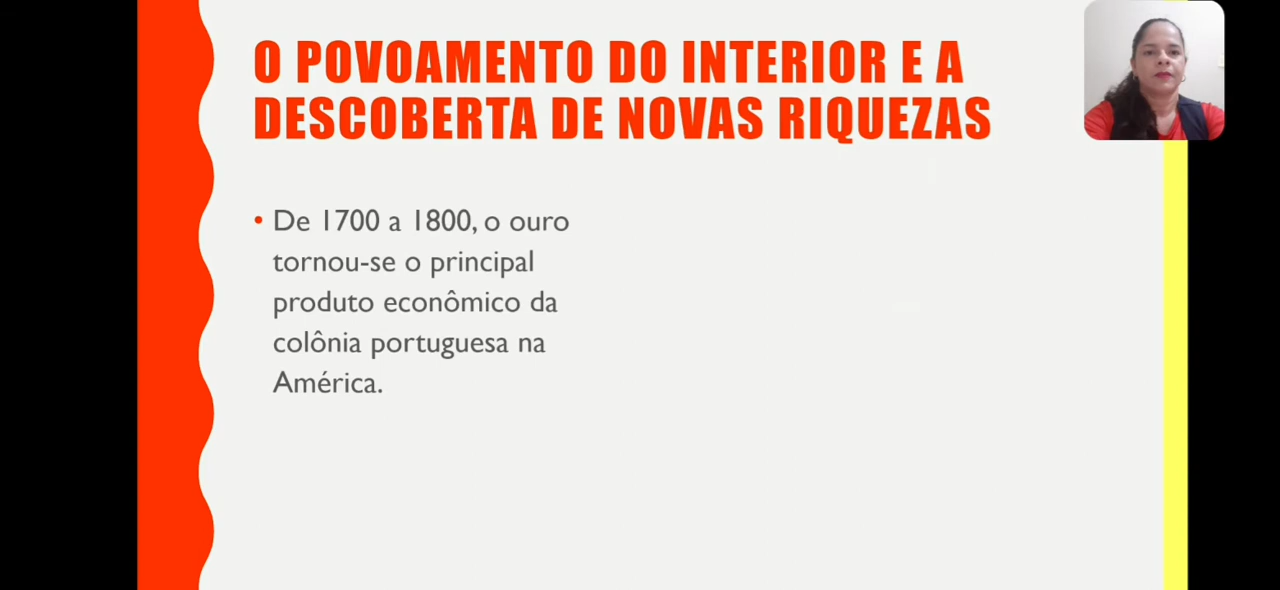 O POVOAMENTO DO INTERIOR E A
DESCOBERTA DE NOVAS RIQUEZAS
• De 1700 a 1800, o ouro
tornou-se o principal
produto econômico da
colônia portuguesa na
América.